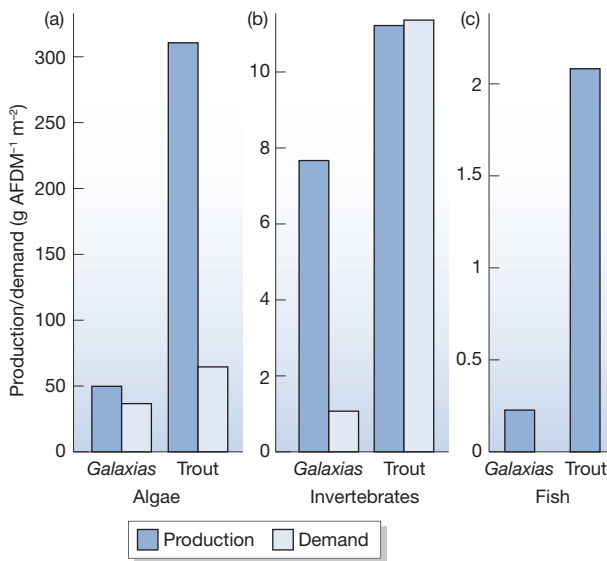 (a)
(b)
(c)
Production/demand (g AFDM⁻¹ m⁻²)
300
250
200
150
100
50
0
Galaxias Trout
Algae
10
8
6
4
2
0
Galaxias Trout
Invertebrates
2
1.5
1
0.5
0
Galaxias Trout
Fish
Production Demand